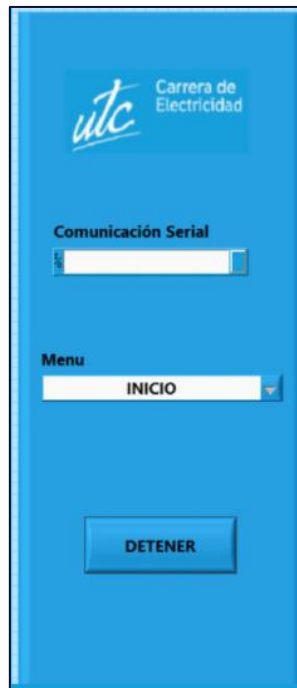 utc
Carrera de
Electricidad
Comunicación Serial
Menu
INICIO
DETENER